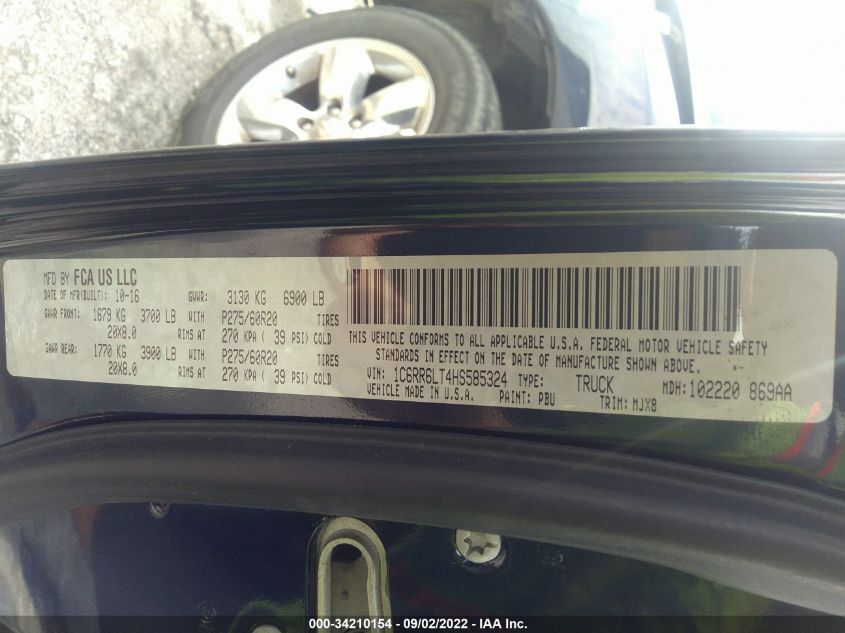 MFD BY FCA US LLC
DATE OF MFR(BUILT): 10-16 GVWR: 3130 KG 6900 LB
GAWR FRONT: 1679 KG 3700 LB WITH P275/60R20 TIRES
20X8.0 RIMS AT 270 KPA ( 39 PSI) COLD
GAWR REAR: 1770 KG 3900 LB WITH P275/60R20 TIRES
20X8.0 RIMS AT 270 KPA ( 39 PSI) COLD
THIS VEHICLE CONFORMS TO ALL APPLICABLE U.S.A. FEDERAL MOTOR VEHICLE SAFETY
STANDARDS IN EFFECT ON THE DATE OF MANUFACTURE SHOWN ABOVE.
VIN: 1C6RR6LT4HS585324 TYPE: TRUCK MDH:102220 869AA
VEHICLE MADE IN U.S.A. PAINT: PBU TRIM: MJX8
000-34210154 - 09/02/2022 - IAA Inc.